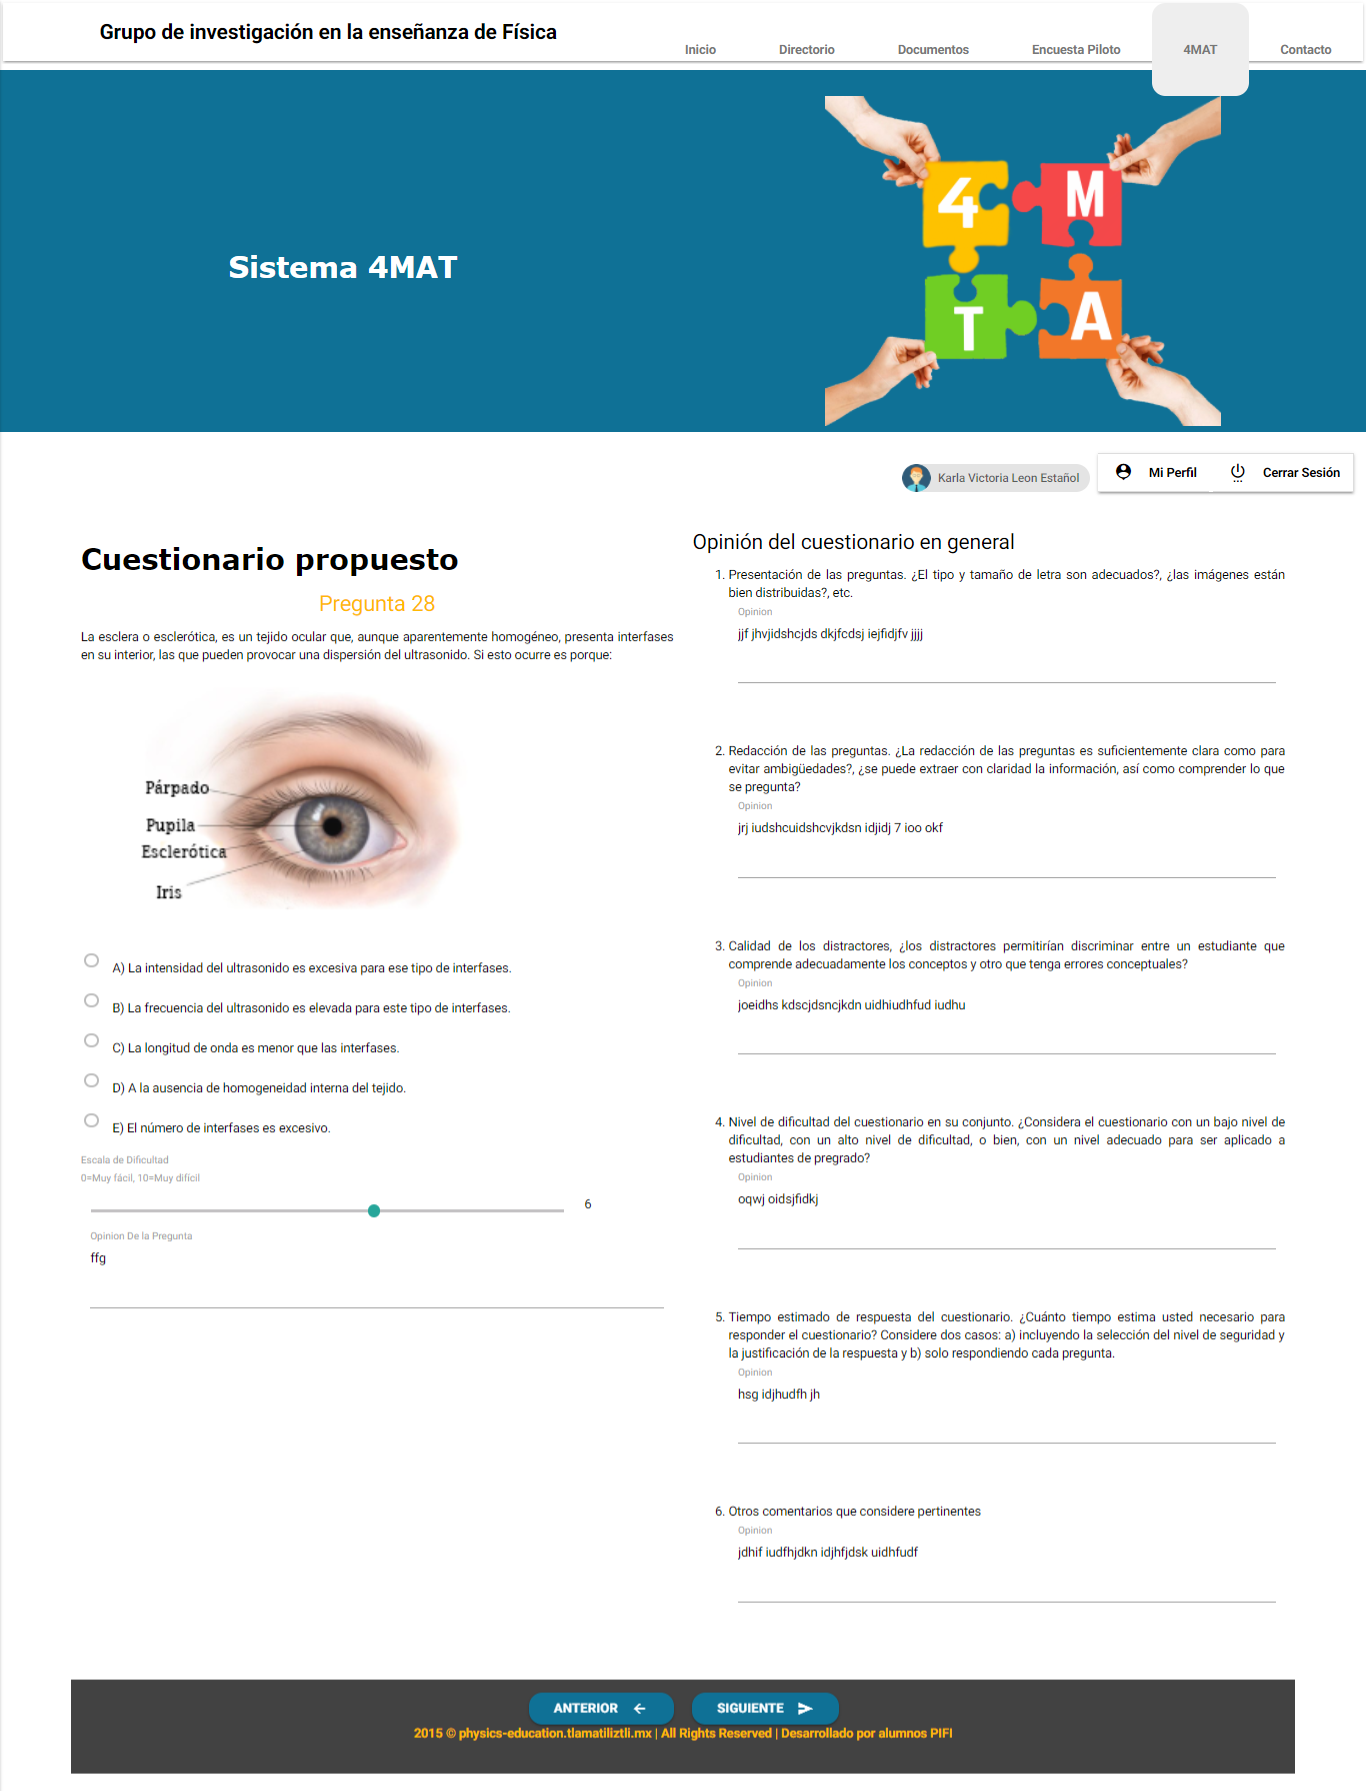 Grupo de investigación en la enseñanza de Física
Inicio
Directorio
Documentos
Encuesta Piloto
4MAT
Contacto
Sistema 4MAT
4
M
T
A
Karla Victoria Leon Estañol
Mi Perfil
Cerrar Sesión
Cuestionario propuesto
Pregunta 28
La esclera o esclerótica, es un tejido ocular que, aunque aparentemente homogéneo, presenta interfases
en su interior, las que pueden provocar una dispersión del ultrasonido. Si esto ocurre es porque:
Párpado
Pupila
Esclerótica
Iris
A) La intensidad del ultrasonido es excesiva para ese tipo de interfases.
B) La frecuencia del ultrasonido es elevada para este tipo de interfases.
C) La longitud de onda es menor que las interfases.
D) A la ausencia de homogeneidad interna del tejido.
E) El número de interfases es excesivo.
Escala de Dificultad
0=Muy fácil, 10=Muy difícil
6
Opinion De la Pregunta
ffg
Opinión del cuestionario en general
1. Presentación de las preguntas. ¿El tipo y tamaño de letra son adecuados?, ¿las imágenes están
bien distribuidas?, etc.
Opinion
jjf jhvjidshcjds dkjfcdsj iejfidjfv jjjj
2. Redacción de las preguntas. ¿La redacción de las preguntas es suficientemente clara como para
evitar ambigüedades?, ¿se puede extraer con claridad la información, así como comprender lo que
se pregunta?
Opinion
jrj iudshcuidshcvjkdsn idjidj 7 ioo okf
3. Calidad de los distractores, ¿los distractores permitirían discriminar entre un estudiante que
comprende adecuadamente los conceptos y otro que tenga errores conceptuales?
Opinion
joeidhs kdscjdsncjkdn uidhiudhfud iudhu
4. Nivel de dificultad del cuestionario en su conjunto. ¿Considera el cuestionario con un bajo nivel de
dificultad, con un alto nivel de dificultad, o bien, con un nivel adecuado para ser aplicado a
estudiantes de pregrado?
Opinion
oqwj oidsjfidkj
5. Tiempo estimado de respuesta del cuestionario. ¿Cuánto tiempo estima usted necesario para
responder el cuestionario? Considere dos casos: a) incluyendo la selección del nivel de seguridad y
la justificación de la respuesta y b) solo respondiendo cada pregunta.
Opinion
hsg idjhudfh jh
6. Otros comentarios que considere pertinentes
Opinion
jdhif iudfhjdkn idjhfjdsk uidhfudf
ANTERIOR
SIGUIENTE
2015 © physics-education.tlamatiliztli.mx | All Rights Reserved | Desarrollado por alumnos PIFI